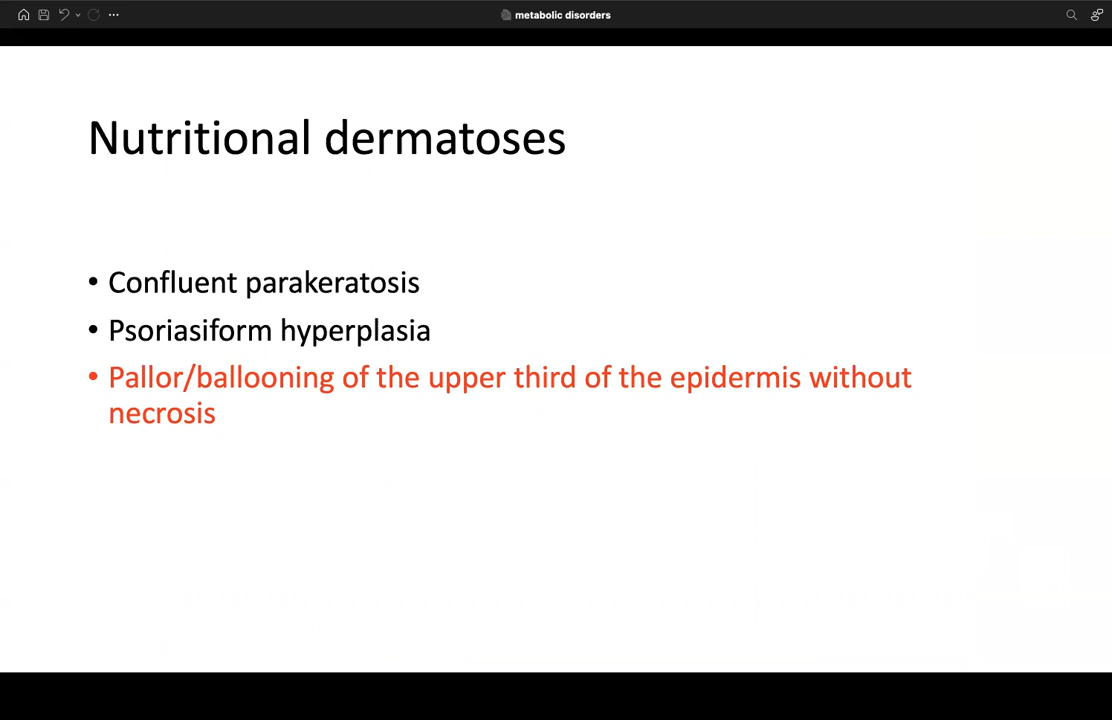 metabolic disorders
Nutritional dermatoses
• Confluent parakeratosis
• Psoriasiform hyperplasia
• Pallor/ballooning of the upper third of the epidermis without
necrosis